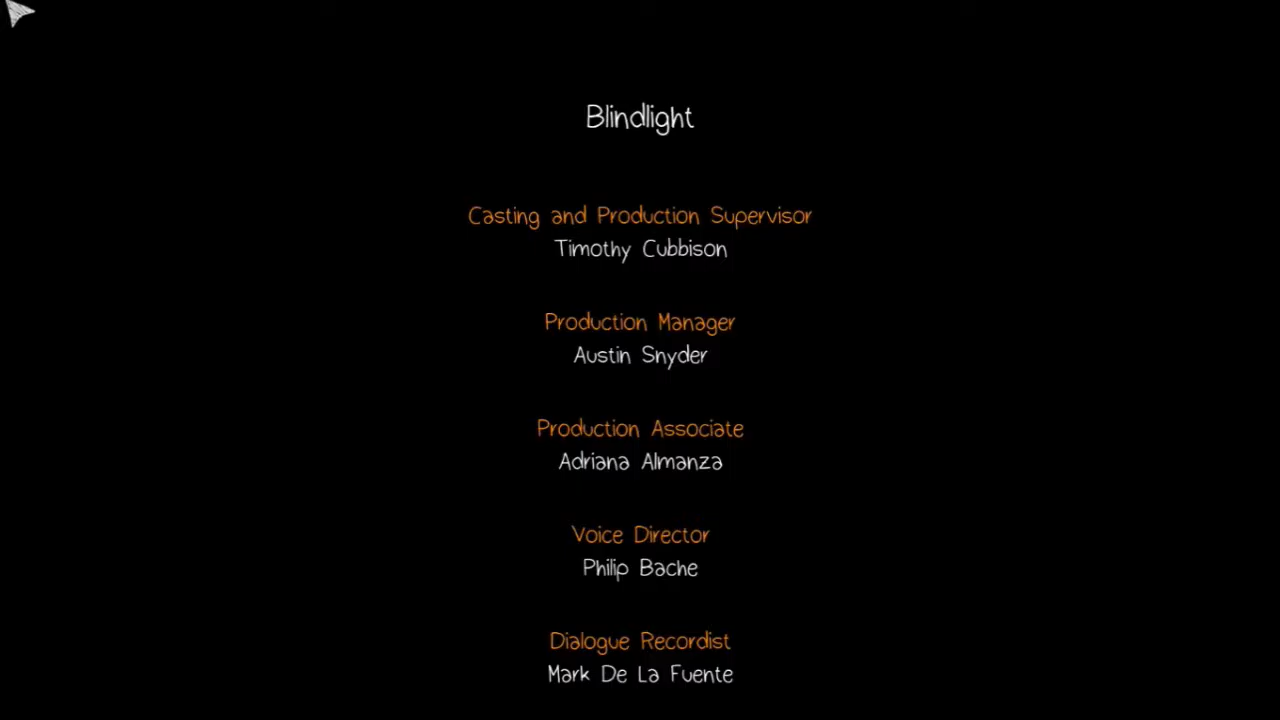 Blindlight
Casting and Production Supervisor
Timothy Cubbison
Production Manager
Austin Snyder
Production Associate
Adriana Almanza
Voice Director
Philip Bache
Dialogue Recordist
Mark De La Fuente